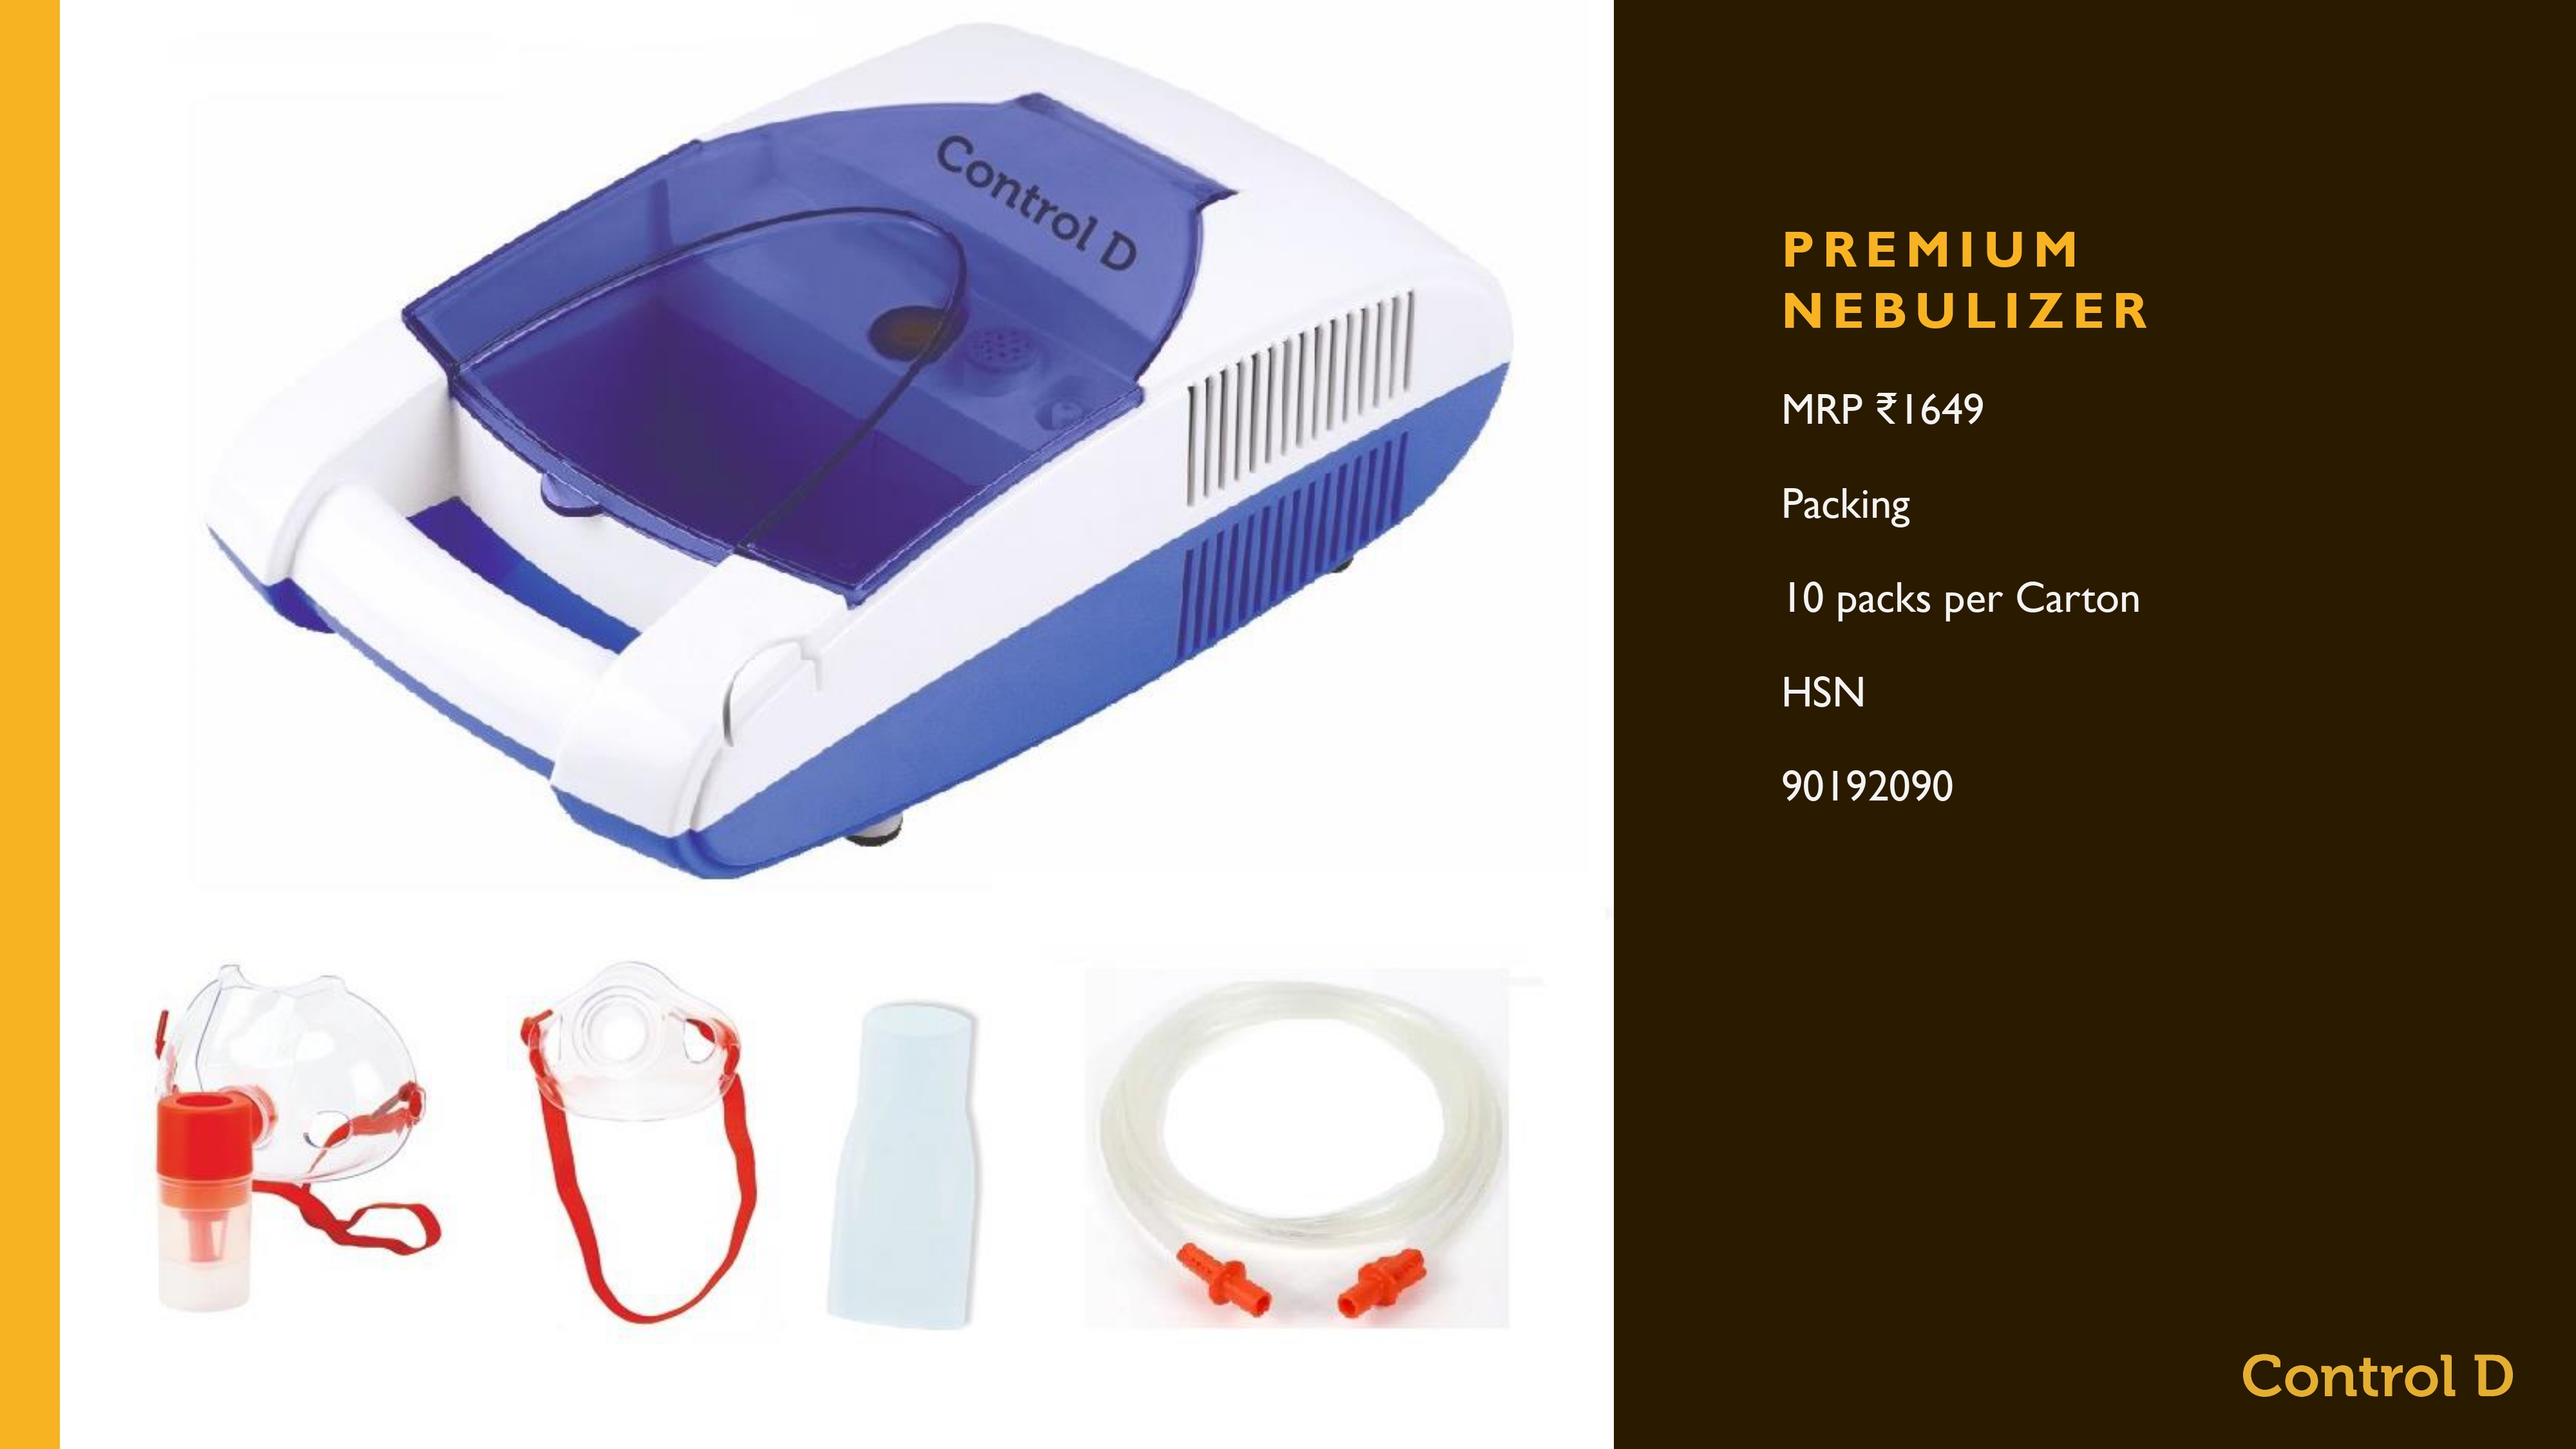 Control D
PREMIUM
NEBULIZER
MRP ₹1649
Packing
10 packs per Carton
HSN
90192090
Control D